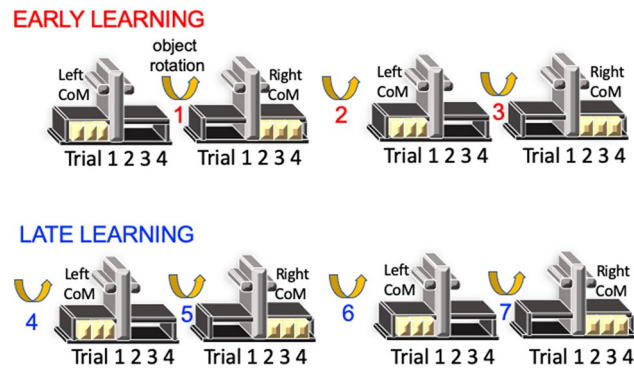 EARLY LEARNING
object
rotation
Left
CoM
1
Right
CoM
2
Left
CoM
3
Right
CoM
Trial 1 2 3 4
Trial 1 2 3 4
Trial 1 2 3 4
Trial 1 2 3 4
LATE LEARNING
4
Left
CoM
5
Right
CoM
6
Left
CoM
7
Right
CoM
Trial 1 2 3 4
Trial 1 2 3 4
Trial 1 2 3 4
Trial 1 2 3 4